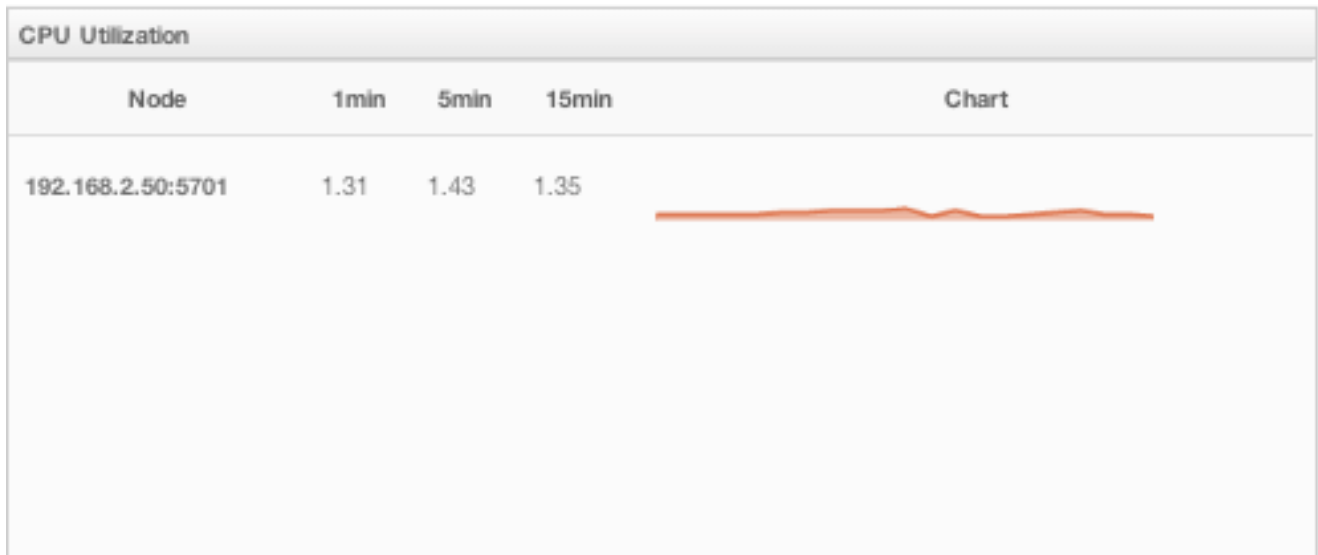 CPU Utilization
Node 1min 5min 15min Chart
192.168.2.50:5701 1.31 1.43 1.35